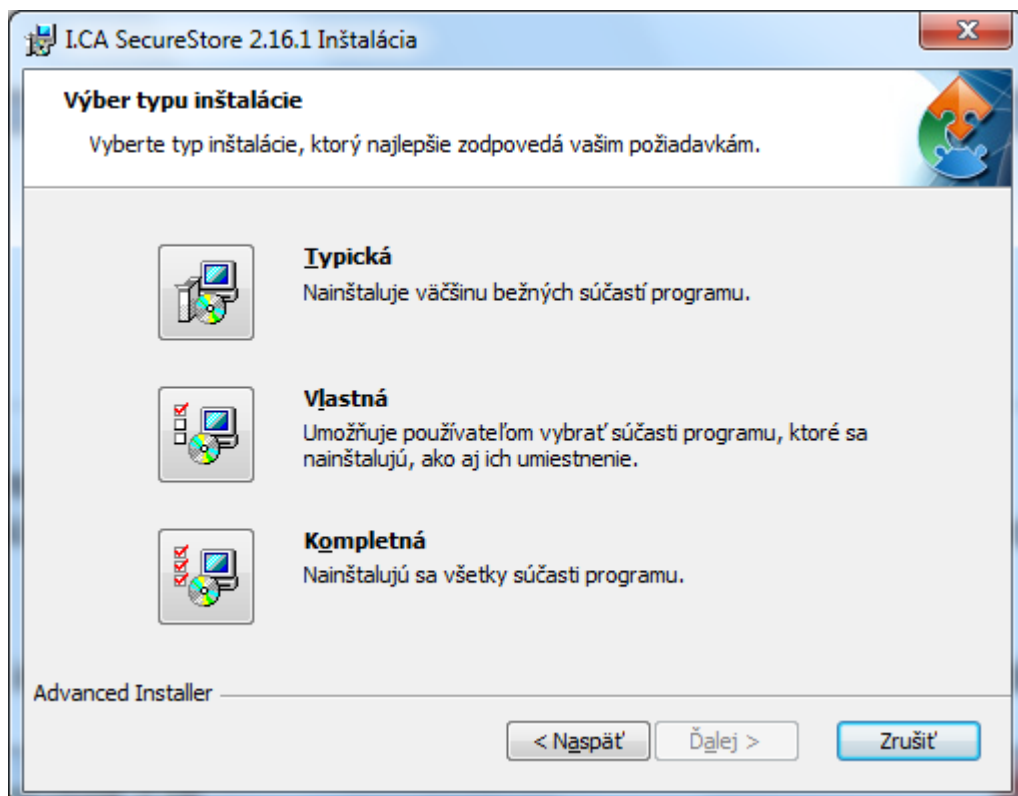 I.CA SecureStore 2.16.1 Inštalácia
Výber typu inštalácie
Vyberte typ inštalácie, ktorý najlepšie zodpovedá vašim požiadavkám.
Typická
Nainštaluje väčšinu bežných súčastí programu.
Vlastná
Umožňuje používateľom vybrať súčasti programu, ktoré sa
nainštalujú, ako aj ich umiestnenie.
Kompletná
Nainštalujú sa všetky súčasti programu.
Advanced Installer
< Naspäť
Ďalej >
Zrušiť